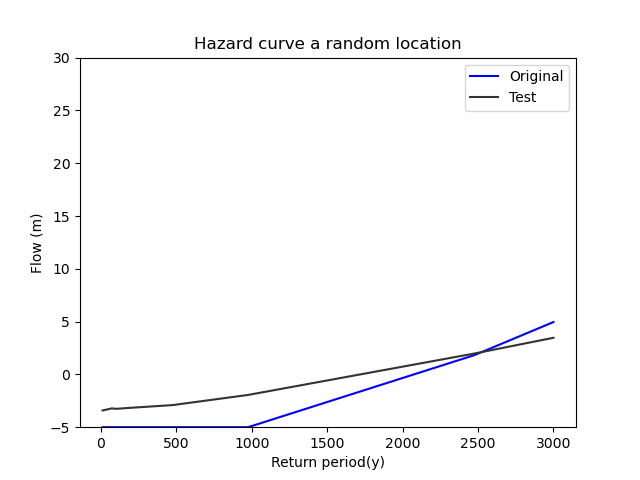 Hazard curve a random location
Original
Test
Flow (m)
30
25
20
15
10
5
0
−5
0 500 1000 1500 2000 2500 3000
Return period(y)